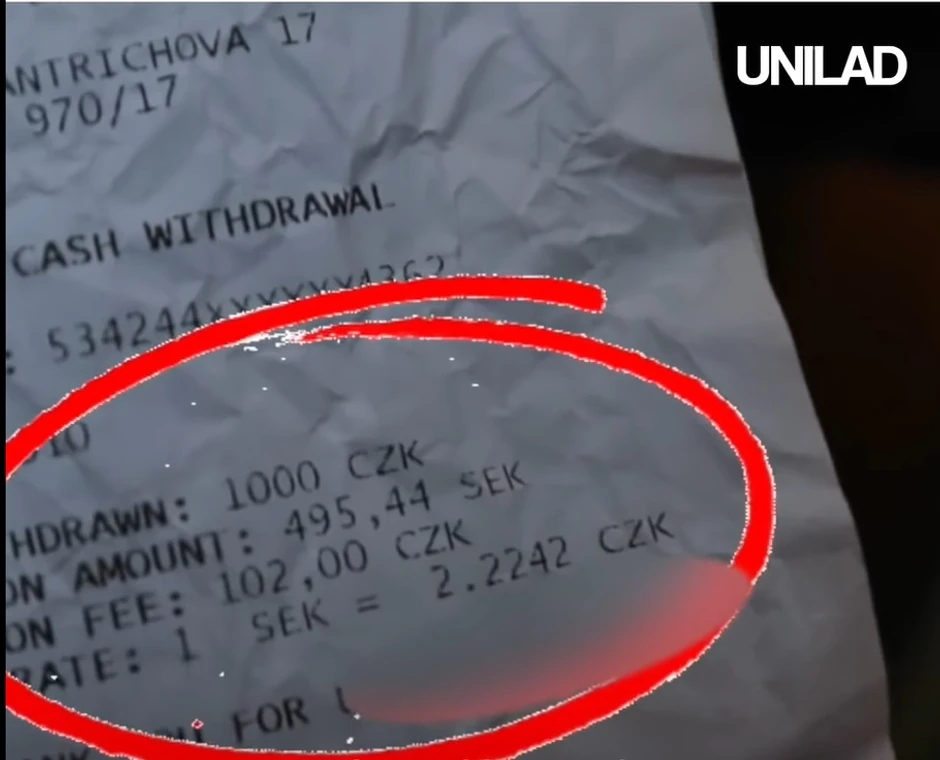 UNILAD
ANTRICHOVA 17
970/17
CASH WITHDRAWAL
: 534244XXXXXX4362
10
HDRAWN: 1000 CZK
ON AMOUNT: 495,44 SEK
ON FEE: 102,00 CZK
RATE: 1 SEK = 2.2242 CZK
FOR